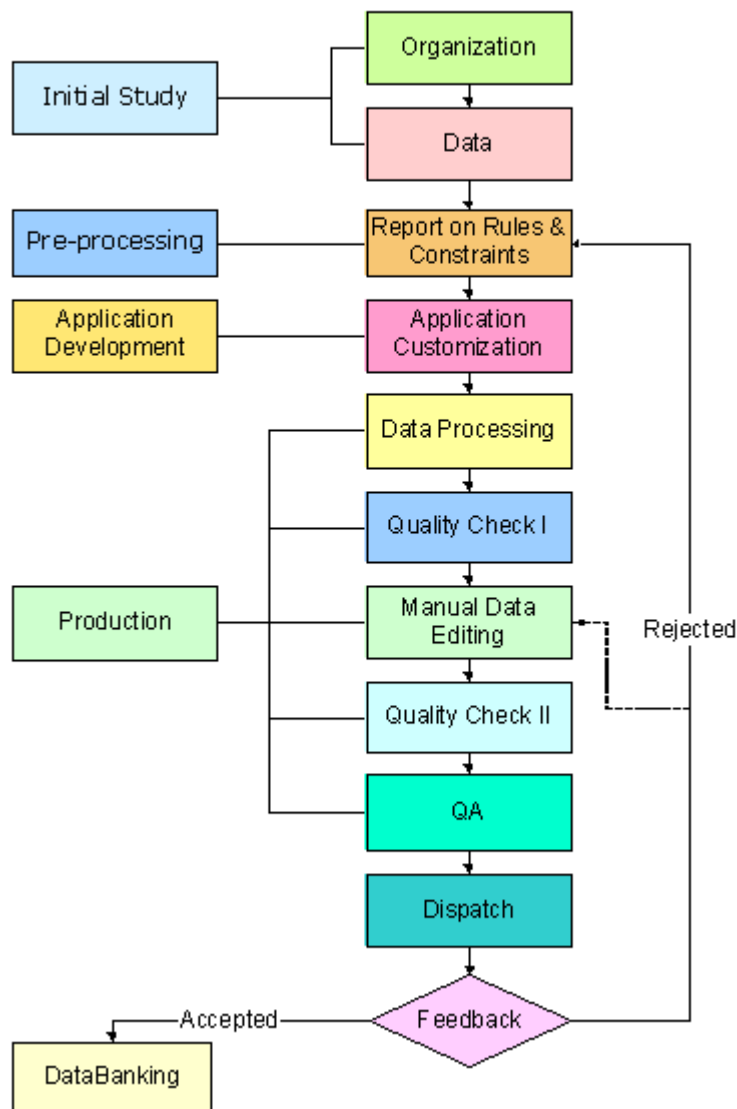 Organization
Initial Study
Data
Pre-processing
Report on Rules &
Constraints
Application
Development
Application
Customization
Data Processing
Quality Check I
Production
Manual Data
Editing
Rejected
Quality Check II
QA
Dispatch
Accepted
Feedback
DataBanking